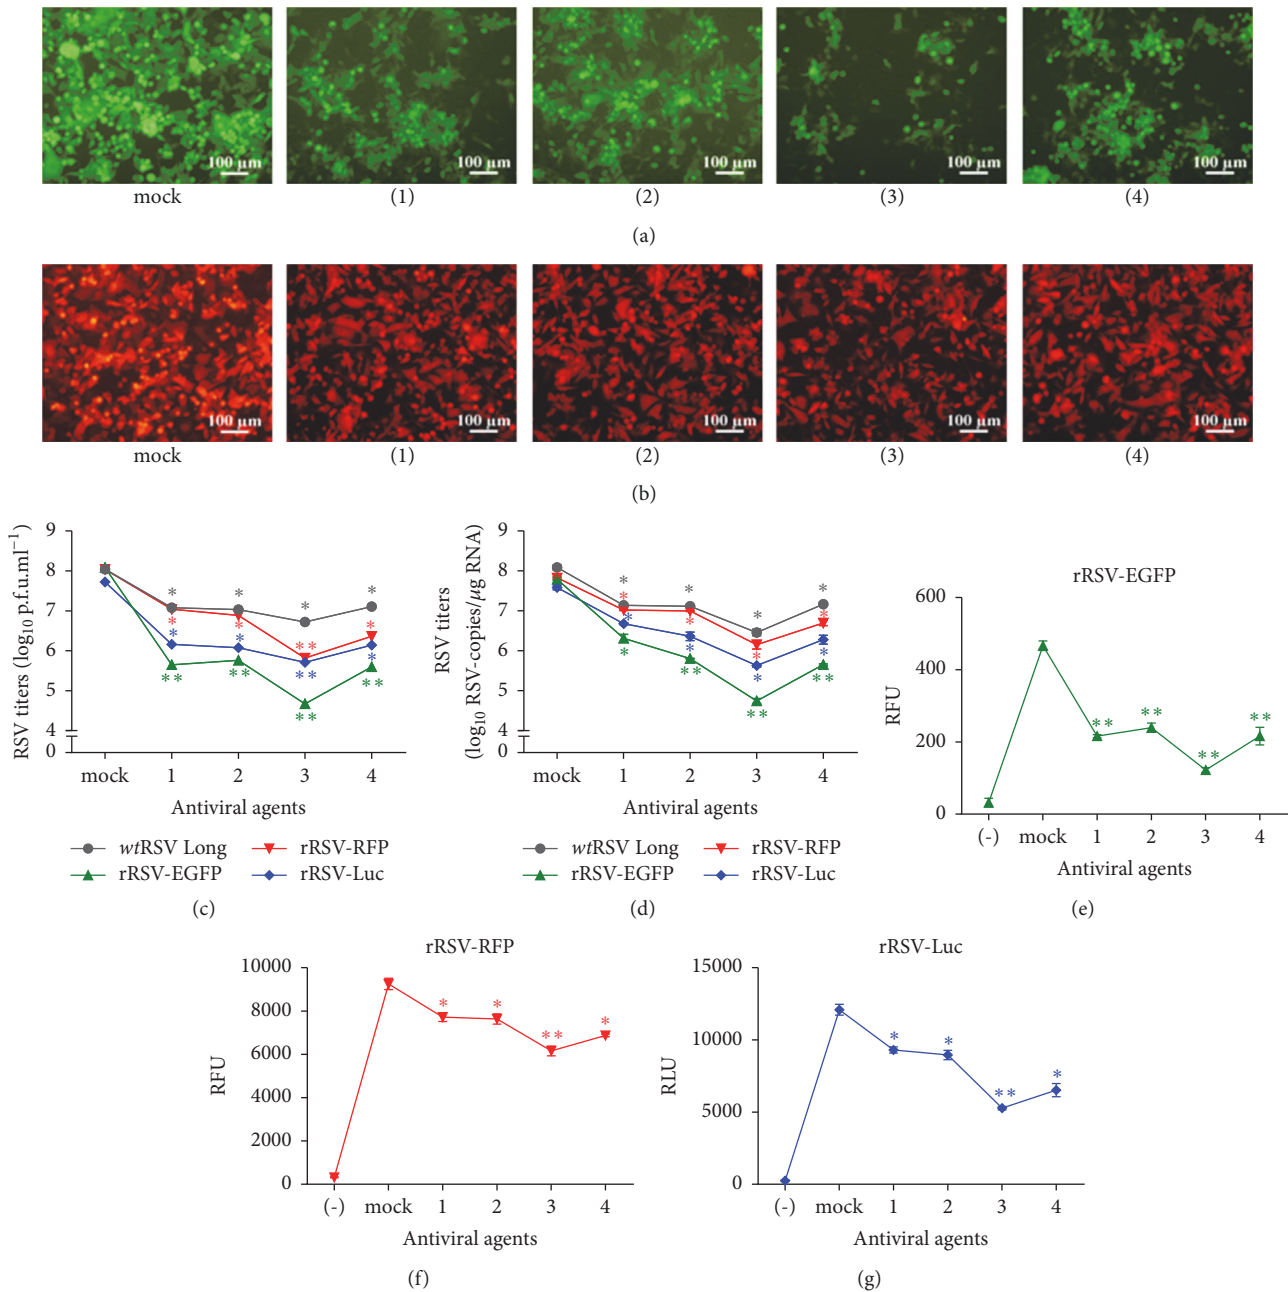 100 μm 100 μm 100 μm 100 μm 100 μm
mock (1) (2) (3) (4)
(a)
100 μm 100 μm 100 μm 100 μm 100 μm
mock (1) (2) (3) (4)
(b)
RSV titers (log10 p.f.u.ml−1)
9
8
7
6
5
4
0
* * * *
* * ** *
* * ** *
** ** ** **
mock 1 2 3 4
Antiviral agents
wtRSV Long rRSV-RFP
rRSV-EGFP rRSV-Luc
(c)
RSV titers
(log10 RSV-copies/μg RNA)
9
8
7
6
5
4
0
* * * *
* * * *
* * * *
* ** ** **
mock 1 2 3 4
Antiviral agents
wtRSV Long rRSV-RFP
rRSV-EGFP rRSV-Luc
(d)
rRSV-EGFP
RFU
600
400
200
0
** ** ** **
(-) mock 1 2 3 4
Antiviral agents
(e)
rRSV-RFP
RFU
10000
8000
6000
4000
2000
0
* * ** *
(-) mock 1 2 3 4
Antiviral agents
(f)
rRSV-Luc
RLU
15000
10000
5000
0
* * ** *
(-) mock 1 2 3 4
Antiviral agents
(g)